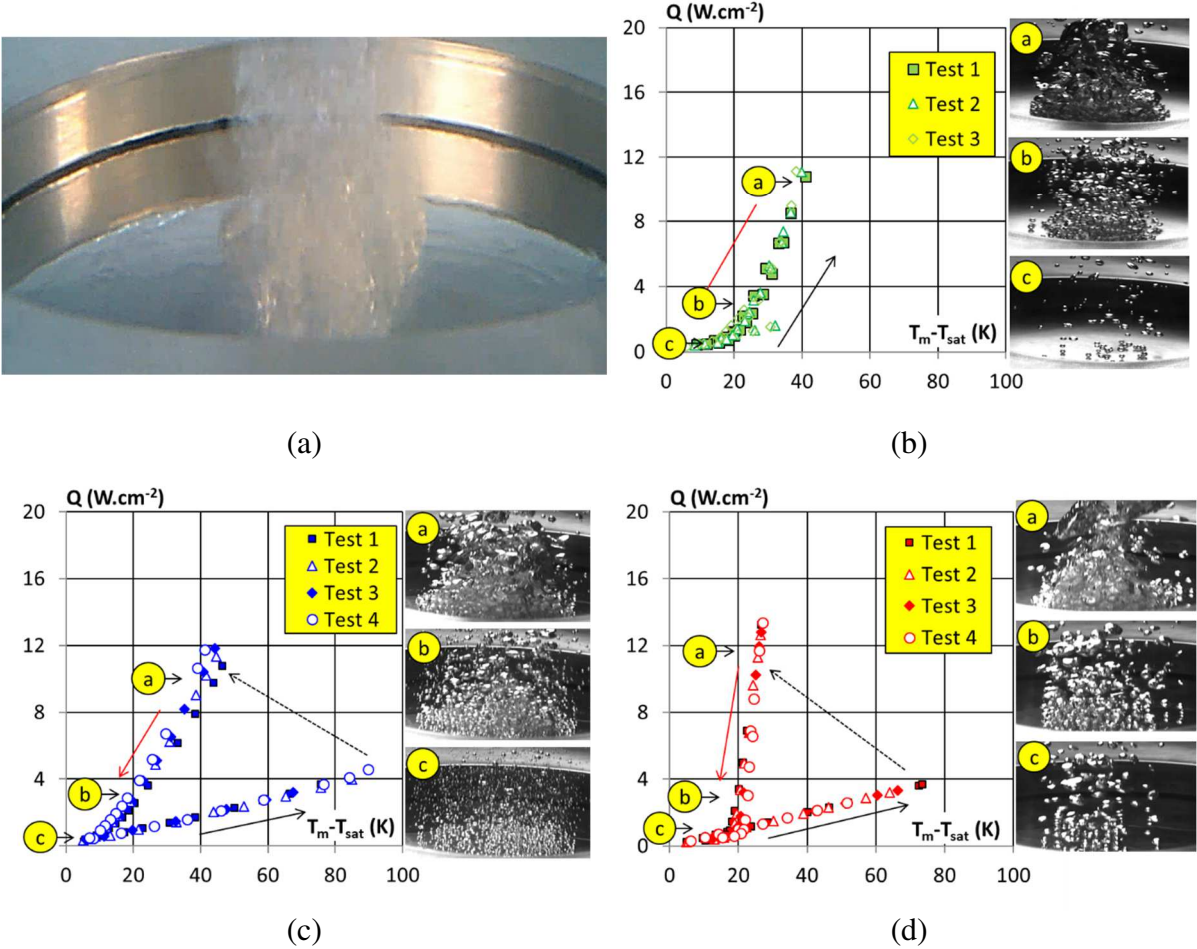 Q (W.cm-2)
20
16
12
8
4
0
0 20 40 60 80 100
Test 1
Test 2
Test 3
a
b
c
Tm-Tsat (K)
a
b
c
(a)
(b)
Q (W.cm-2)
20
16
12
8
4
0
0 20 40 60 80 100
Test 1
Test 2
Test 3
Test 4
a
b
c
Tm-Tsat (K)
a
b
c
Q (W.cm-2)
20
16
12
8
4
0
0 20 40 60 80 100
Test 1
Test 2
Test 3
Test 4
a
b
c
Tm-Tsat (K)
a
b
c
(c)
(d)